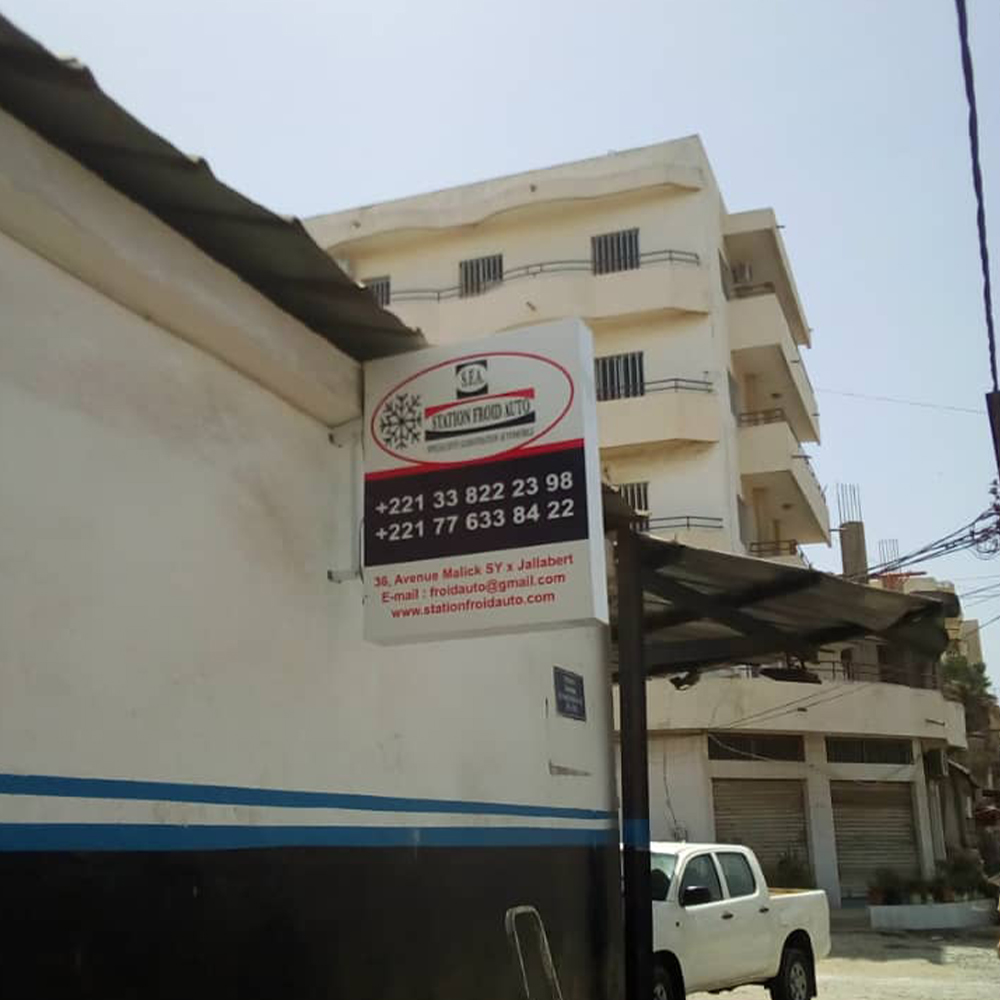 S.F.A.
STATION FROID AUTO
+221 33 822 23 98
+221 77 633 84 22
36, Avenue Malick SY x Jallabert
E-mail : froidauto@gmail.com
www.stationfroidauto.com